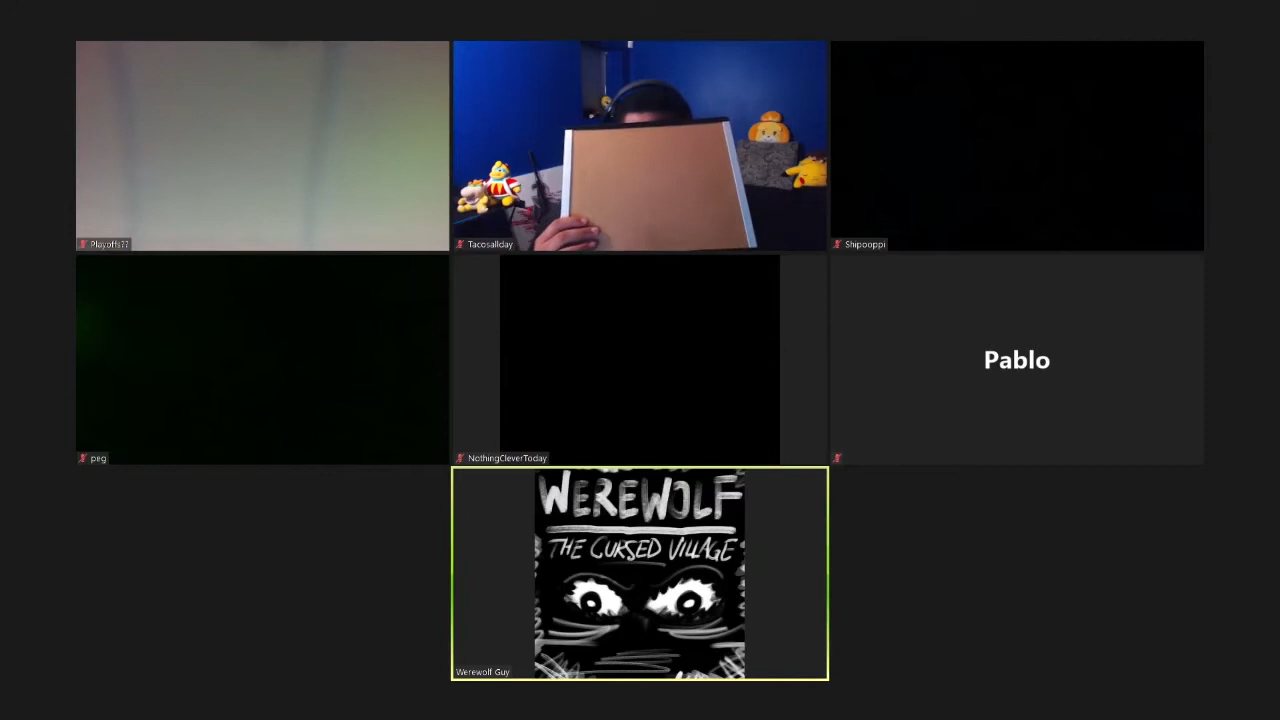 Playoffs??
Tacosallday
Shipooppi
peg
NothingCleverToday
Pablo
WEREWOLF
THE CURSED VILLAGE
Werewolf Guy